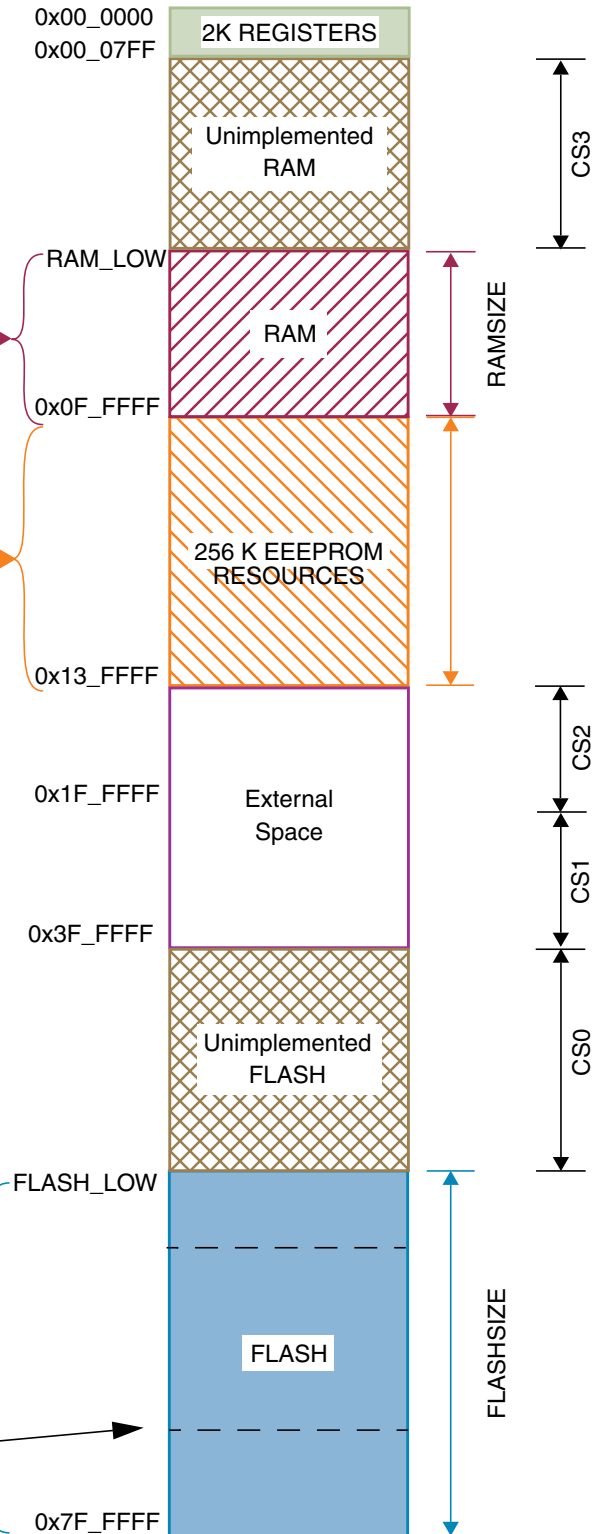 0x00_0000
2K REGISTERS
0x00_07FF
Unimplemented
RAM
CS3
RAM_LOW
RAM
RAMSIZE
0x0F_FFFF
256 K EEEPROM
RESOURCES
0x13_FFFF
CS2
0x1F_FFFF
External
Space
CS1
0x3F_FFFF
Unimplemented
FLASH
CS0
FLASH_LOW
FLASH
FLASHSIZE
0x7F_FFFF